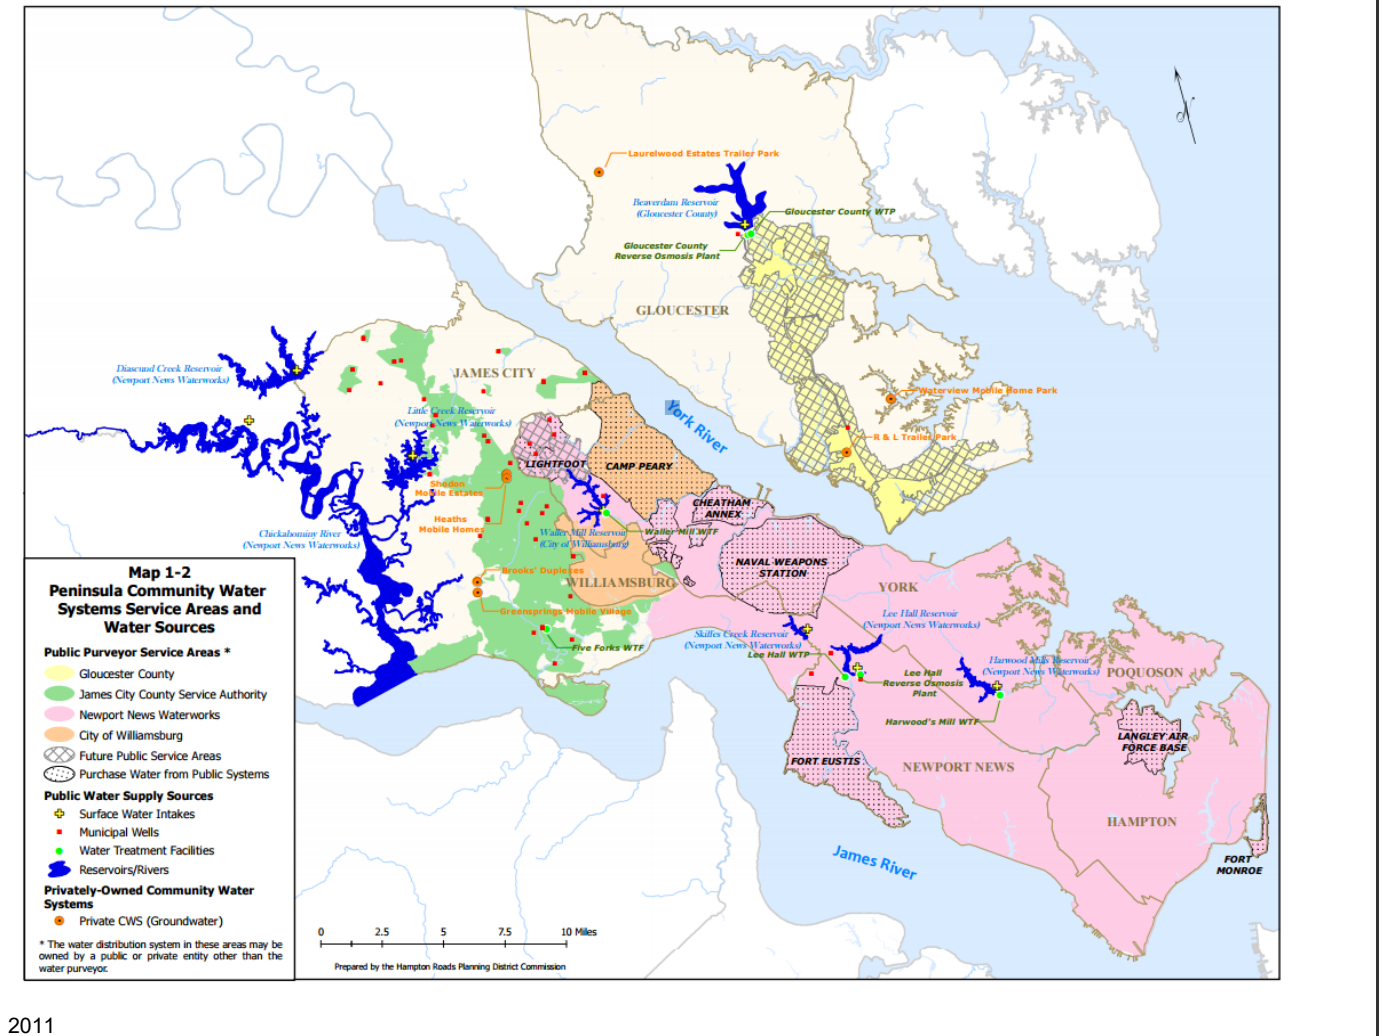 Laurelwood Estates Trailer Park
Beaverdam Reservoir
(Gloucester County)
Gloucester County WTP
Gloucester County
Reverse Osmosis Plant
GLOUCESTER
JAMES CITY
Diascund Creek Reservoir
(Newport News Waterworks)
Little Creek Reservoir
(Newport News Waterworks)
York River
Waterview Mobile Home Park
R & L Trailer Park
LIGHTFOOT
CAMP PEARY
Shodon
Mobile Estates
Heaths
Mobile Homes
CHEATHAM
ANNEX
Waller Mill Reservoir
(City of Williamsburg)
Waller Mill WTF
Chickahominy River
(Newport News Waterworks)
NAVAL WEAPONS
STATION
Brooks' Duplexes
WILLIAMSBURG
YORK
Greensprings Mobile Village
Lee Hall Reservoir
(Newport News Waterworks)
Skiffes Creek Reservoir
(Newport News Waterworks)
Five Forks WTF
Lee Hall WTP
Harwood Mills Reservoir
(Newport News Waterworks)
POQUOSON
Lee Hall
Reverse Osmosis
Plant
Harwood's Mill WTF
LANGLEY AIR
FORCE BASE
FORT EUSTIS
NEWPORT NEWS
HAMPTON
James River
FORT
MONROE
Map 1-2
Peninsula Community Water
Systems Service Areas and
Water Sources
Public Purveyor Service Areas *
Gloucester County
James City County Service Authority
Newport News Waterworks
City of Williamsburg
Future Public Service Areas
Purchase Water from Public Systems
Public Water Supply Sources
Surface Water Intakes
Municipal Wells
Water Treatment Facilities
Reservoirs/Rivers
Privately-Owned Community Water
Systems
Private CWS (Groundwater)
* The water distribution system in these areas may be
owned by a public or private entity other than the
water purveyor.
0 2.5 5 7.5 10 Miles
Prepared by the Hampton Roads Planning District Commission
N
2011